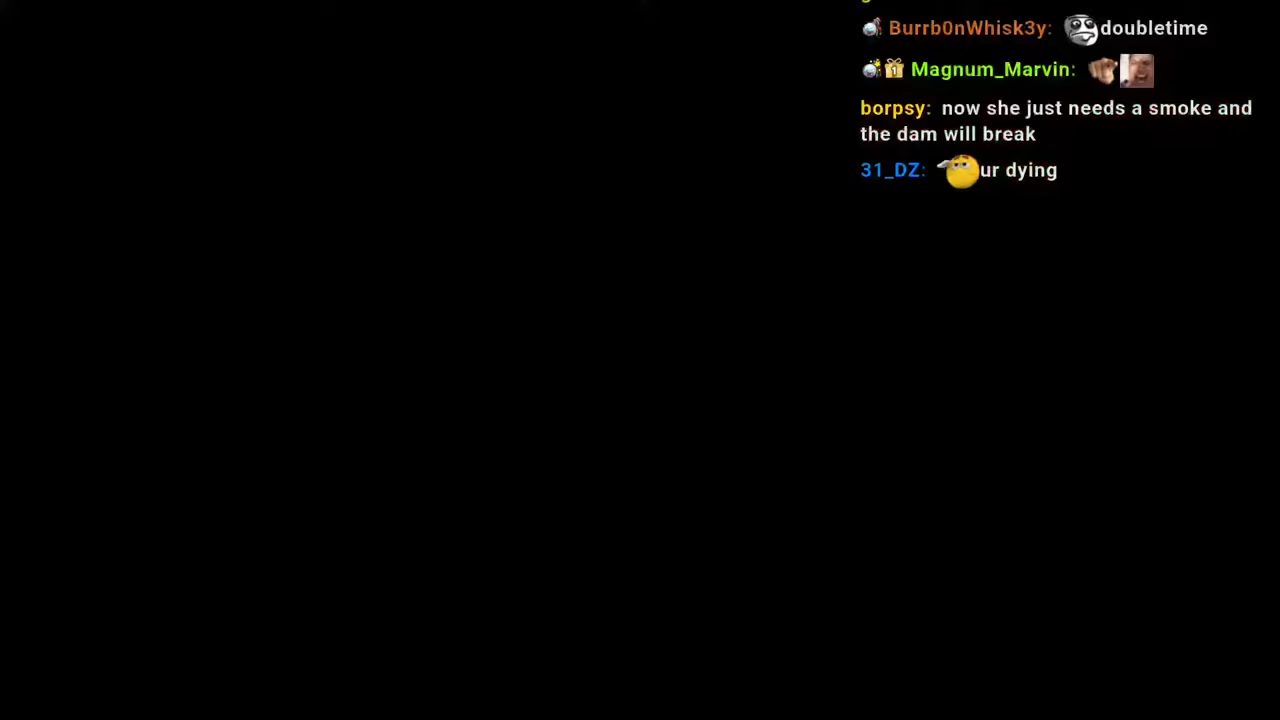 Burrb0nWhisk3y: doubletime
Magnum_Marvin:
borpsy: now she just needs a smoke and
the dam will break
31_DZ: ur dying